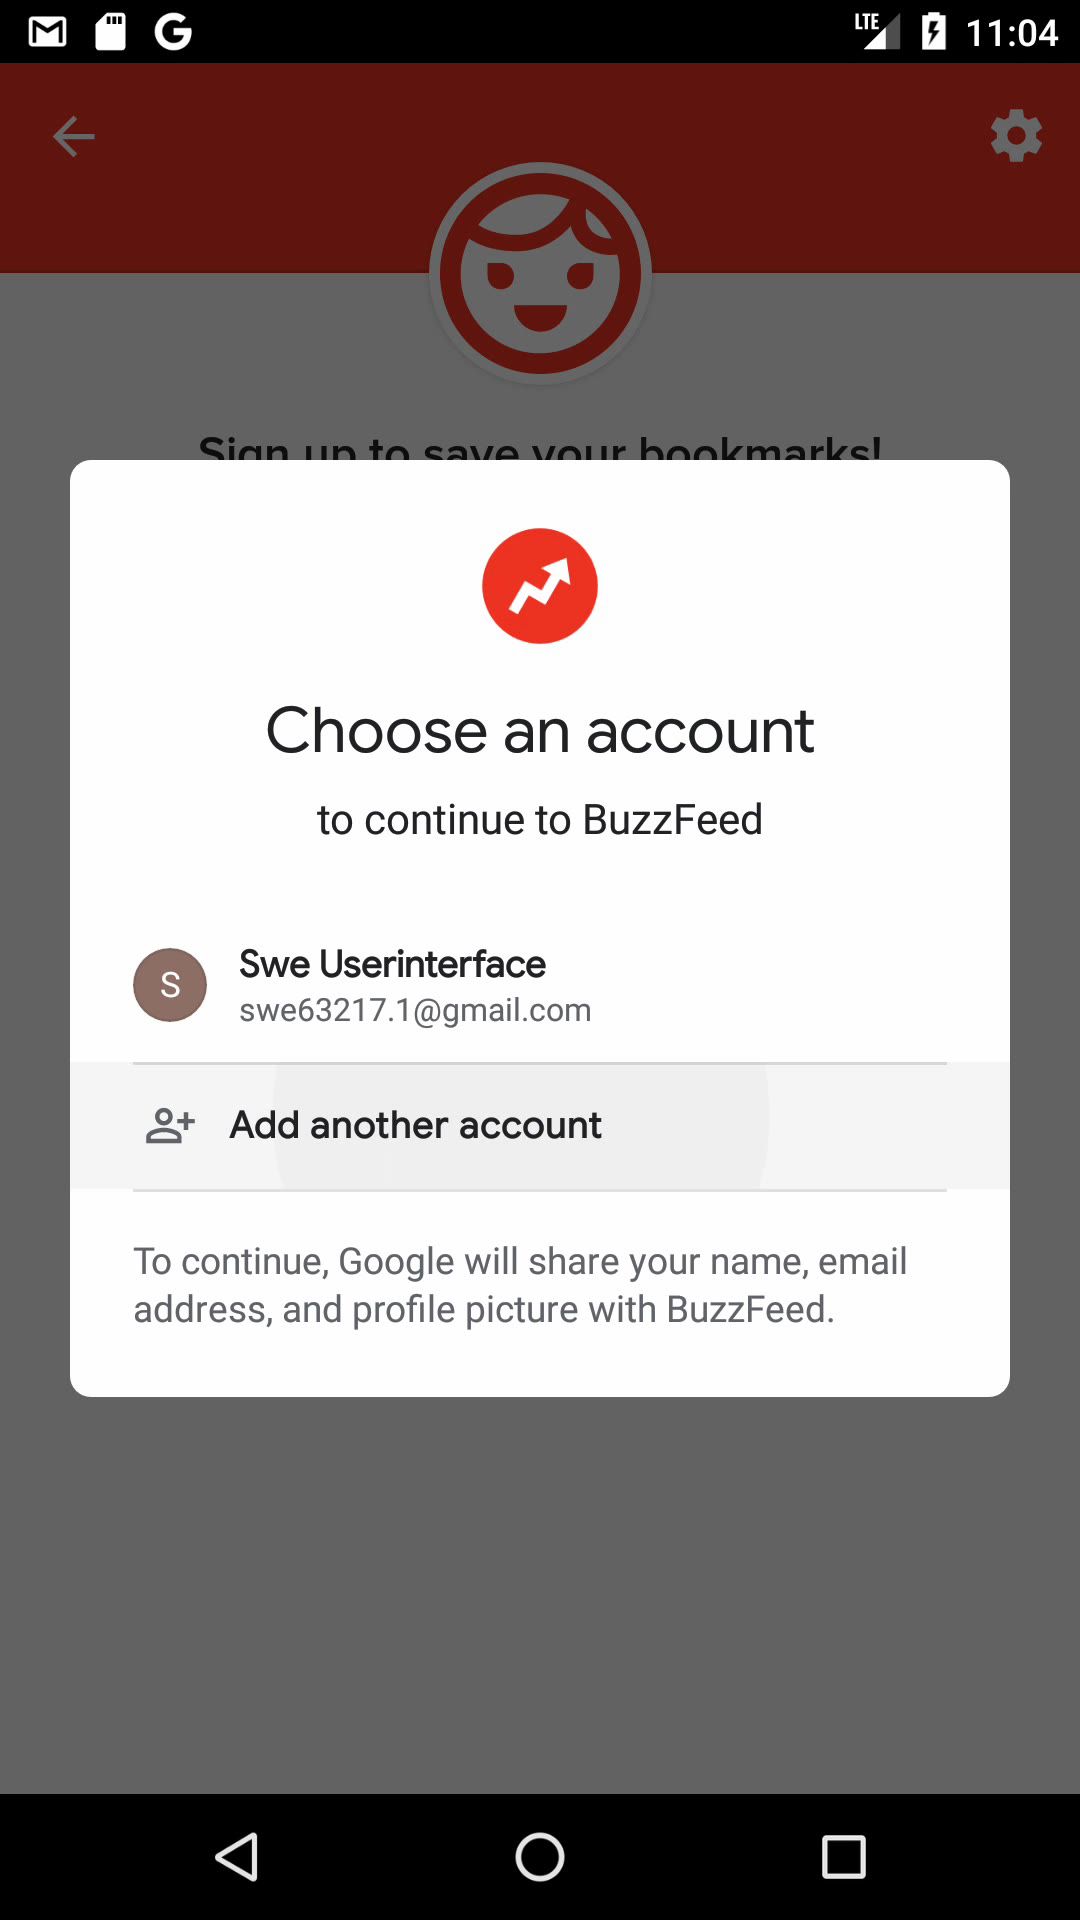 LTE 11:04
Sign up to save your bookmarks!
Choose an account
to continue to BuzzFeed
S
Swe Userinterface
swe63217.1@gmail.com
Add another account
To continue, Google will share your name, email
address, and profile picture with BuzzFeed.